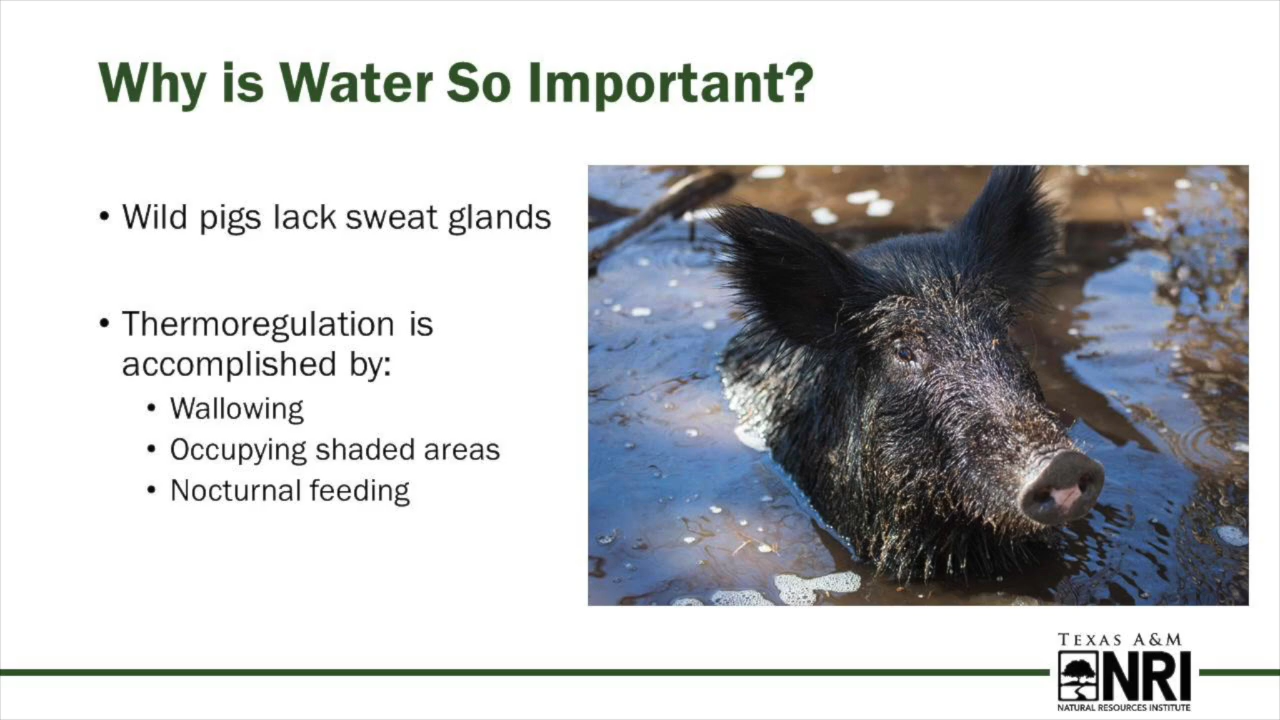 Why is Water So Important?
• Wild pigs lack sweat glands
• Thermoregulation is
accomplished by:
• Wallowing
• Occupying shaded areas
• Nocturnal feeding
TEXAS A&M
NRI
NATURAL RESOURCES INSTITUTE